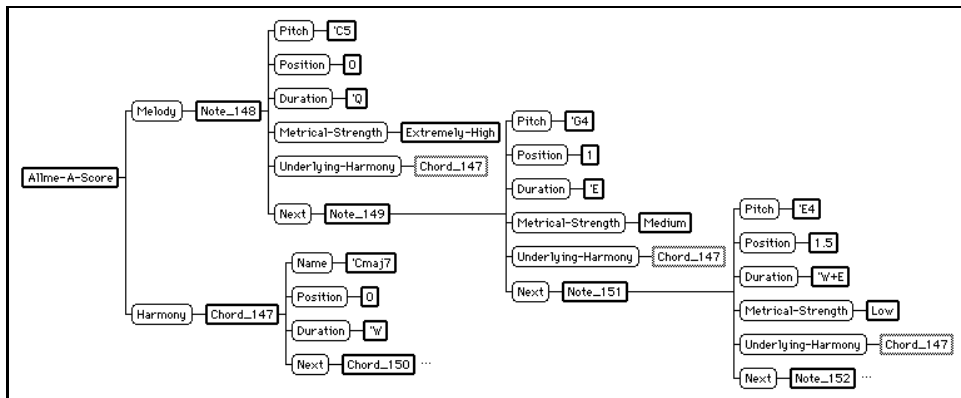 Allme-A-Score
Melody Note_148
Pitch 'C5
Position 0
Duration 'Q
Metrical-Strength Extremely-High
Underlying-Harmony Chord_147
Next Note_149
Pitch 'G4
Position 1
Duration 'E
Metrical-Strength Medium
Underlying-Harmony Chord_147
Next Note_151
Pitch 'E4
Position 1.5
Duration 'W+E
Metrical-Strength Low
Underlying-Harmony Chord_147
Next Note_152 ...
Harmony Chord_147
Name 'Cmaj7
Position 0
Duration 'W
Next Chord_150 ...